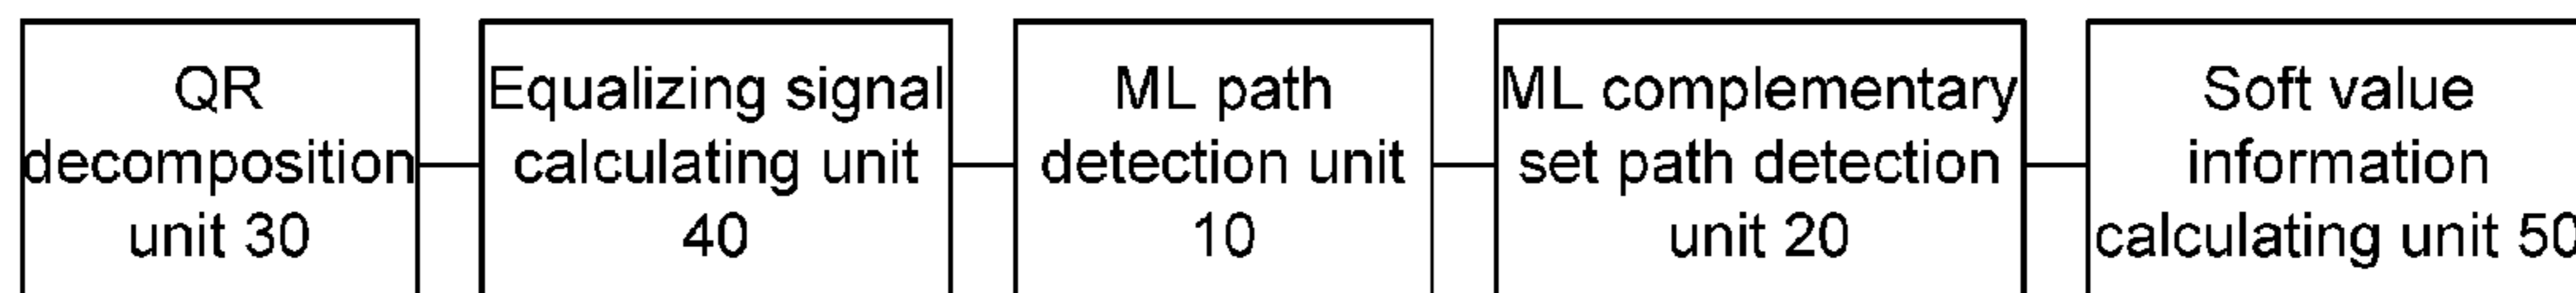 QR
decomposition
unit 30
Equalizing signal
calculating unit
40
ML path
detection unit
10
ML complementary
set path detection
unit 20
Soft value
information
calculating unit 50